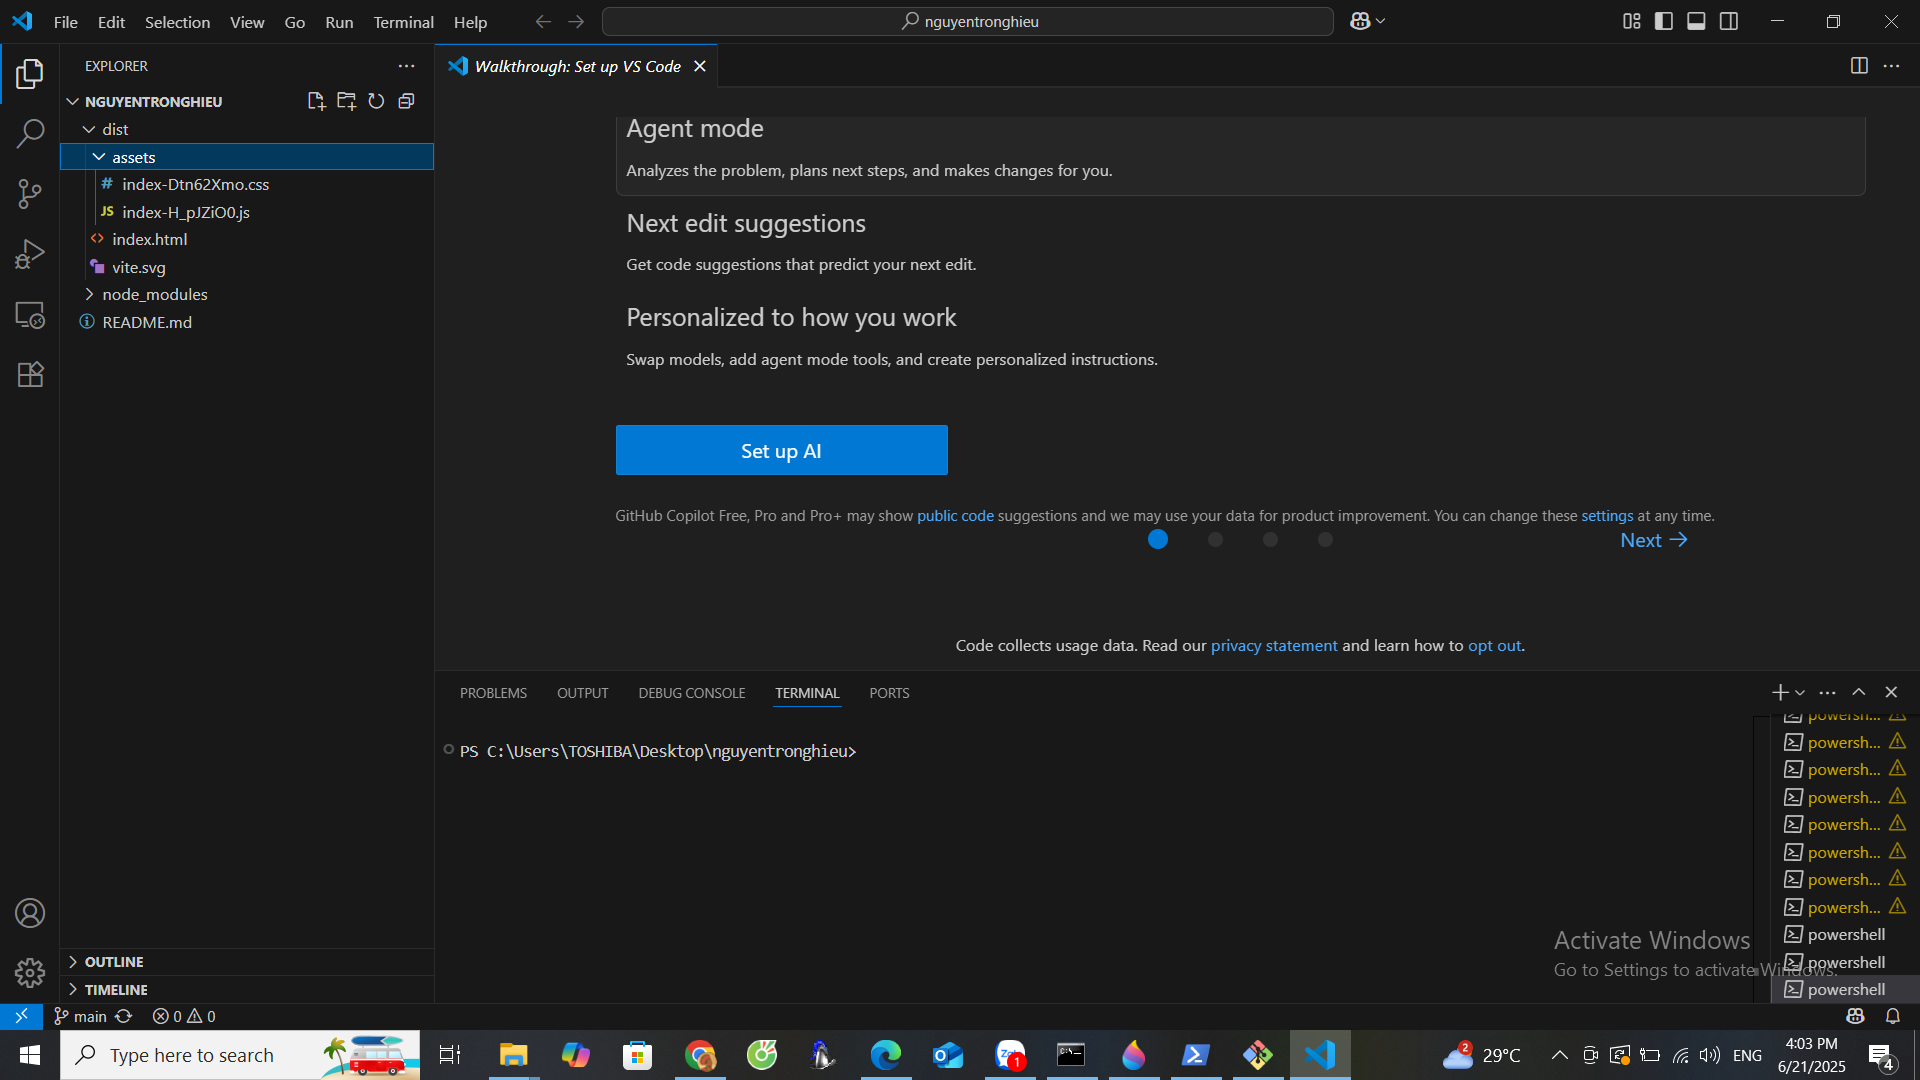 File Edit Selection View Go Run Terminal Help
nguyentronghieu
EXPLORER
Walkthrough: Set up VS Code
NGUYENTRONGHIEU
dist
assets
# index-Dtn62Xmo.css
JS index-H_pJZiO0.js
index.html
vite.svg
node_modules
README.md
OUTLINE
TIMELINE
Agent mode
Analyzes the problem, plans next steps, and makes changes for you.
Next edit suggestions
Get code suggestions that predict your next edit.
Personalized to how you work
Swap models, add agent mode tools, and create personalized instructions.
Set up AI
GitHub Copilot Free, Pro and Pro+ may show public code suggestions and we may use your data for product improvement. You can change these settings at any time.
Next
Code collects usage data. Read our privacy statement and learn how to opt out.
PROBLEMS OUTPUT DEBUG CONSOLE TERMINAL PORTS
PS C:\Users\TOSHIBA\Desktop\nguyentronghieu>
powersh...
powersh...
powersh...
powersh...
powersh...
powersh...
powersh...
powersh...
powershell
powershell
powershell
Activate Windows
Go to Settings to activate Windows.
main 0 0
Type here to search
2
29°C
ENG
4:03 PM
6/21/2025
4
1